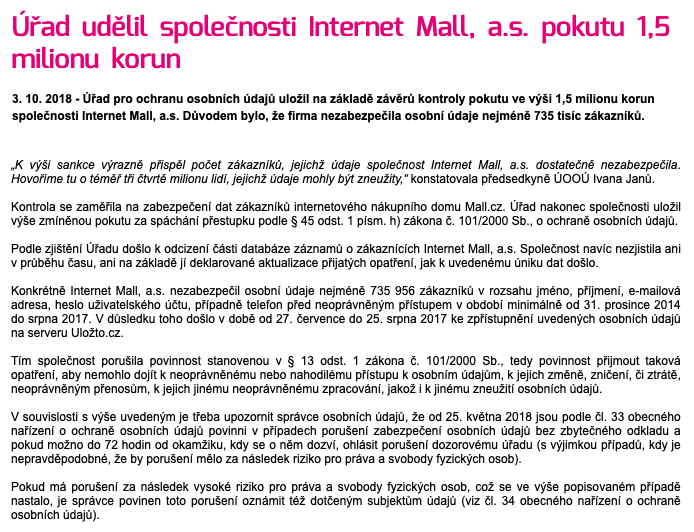 Úřad udělil společnosti Internet Mall, a.s. pokutu 1,5
milionu korun
3. 10. 2018 - Úřad pro ochranu osobních údajů uložil na základě závěrů kontroly pokutu ve výši 1,5 milionu korun
společnosti Internet Mall, a.s. Důvodem bylo, že firma nezabezpečila osobní údaje nejméně 735 tisíc zákazníků.
„K výši sankce výrazně přispěl počet zákazníků, jejichž údaje společnost Internet Mall, a.s. dostatečně nezabezpečila.
Hovoříme tu o téměř tři čtvrtě milionu lidí, jejichž údaje mohly být zneužity,“ konstatovala předsedkyně ÚOOÚ Ivana Janů.
Kontrola se zaměřila na zabezpečení dat zákazníků internetového nákupního domu Mall.cz. Úřad nakonec společnosti uložil
výše zmíněnou pokutu za spáchání přestupku podle § 45 odst. 1 písm. h) zákona č. 101/2000 Sb., o ochraně osobních údajů.
Podle zjištění Úřadu došlo k odcizení části databáze záznamů o zákaznících Internet Mall, a.s. Společnost navíc nezjistila ani
v průběhu času, ani na základě jí deklarované aktualizace přijatých opatření, jak k uvedenému úniku dat došlo.
Konkrétně Internet Mall, a.s. nezabezpečil osobní údaje nejméně 735 956 zákazníků v rozsahu jméno, příjmení, e-mailová
adresa, heslo uživatelského účtu, případně telefon před neoprávněným přístupem v období minimálně od 31. prosince 2014
do srpna 2017. V důsledku toho došlo v době od 27. července do 25. srpna 2017 ke zpřístupnění uvedených osobních údajů
na serveru Uložto.cz.
Tím společnost porušila povinnost stanovenou v § 13 odst. 1 zákona č. 101/2000 Sb., tedy povinnost přijmout taková
opatření, aby nemohlo dojít k neoprávněnému nebo nahodilému přístupu k osobním údajům, k jejich změně, zničení, či ztrátě,
neoprávněným přenosům, k jejich jinému neoprávněnému zpracování, jakož i k jinému zneužití osobních údajů.
V souvislosti s výše uvedeným je třeba upozornit správce osobních údajů, že od 25. května 2018 jsou podle čl. 33 obecného
nařízení o ochraně osobních údajů povinni v případech porušení zabezpečení osobních údajů bez zbytečného odkladu a
pokud možno do 72 hodin od okamžiku, kdy se o něm dozví, ohlásit porušení dozorovému úřadu (s výjimkou případů, kdy je
nepravděpodobné, že by porušení mělo za následek riziko pro práva a svobody fyzických osob).
Pokud má porušení za následek vysoké riziko pro práva a svobody fyzických osob, což se ve výše popisovaném případě
nastalo, je správce povinen toto porušení oznámit též dotčeným subjektům údajů (viz čl. 34 obecného nařízení o ochraně
osobních údajů).